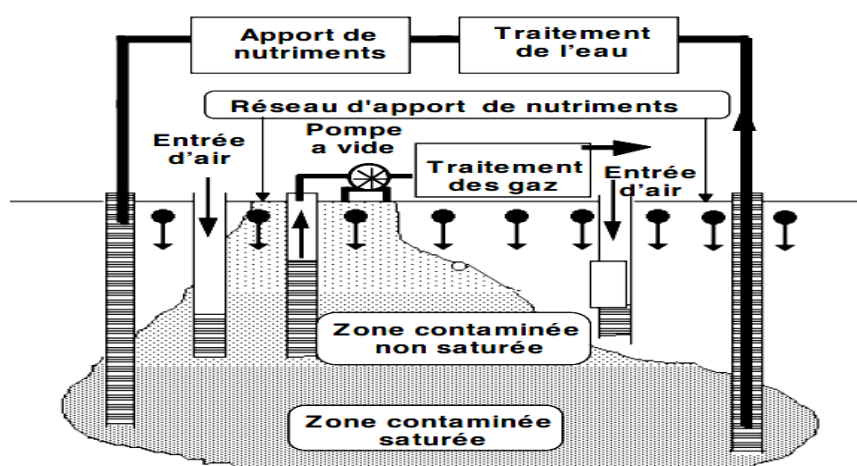 Apport de
nutriments
Traitement
de l'eau
Réseau d'apport de nutriments
Entrée
d'air
Pompe
a vide
Traitement
des gaz
Entrée
d'air
Zone contaminée
non saturée
Zone contaminée
saturée